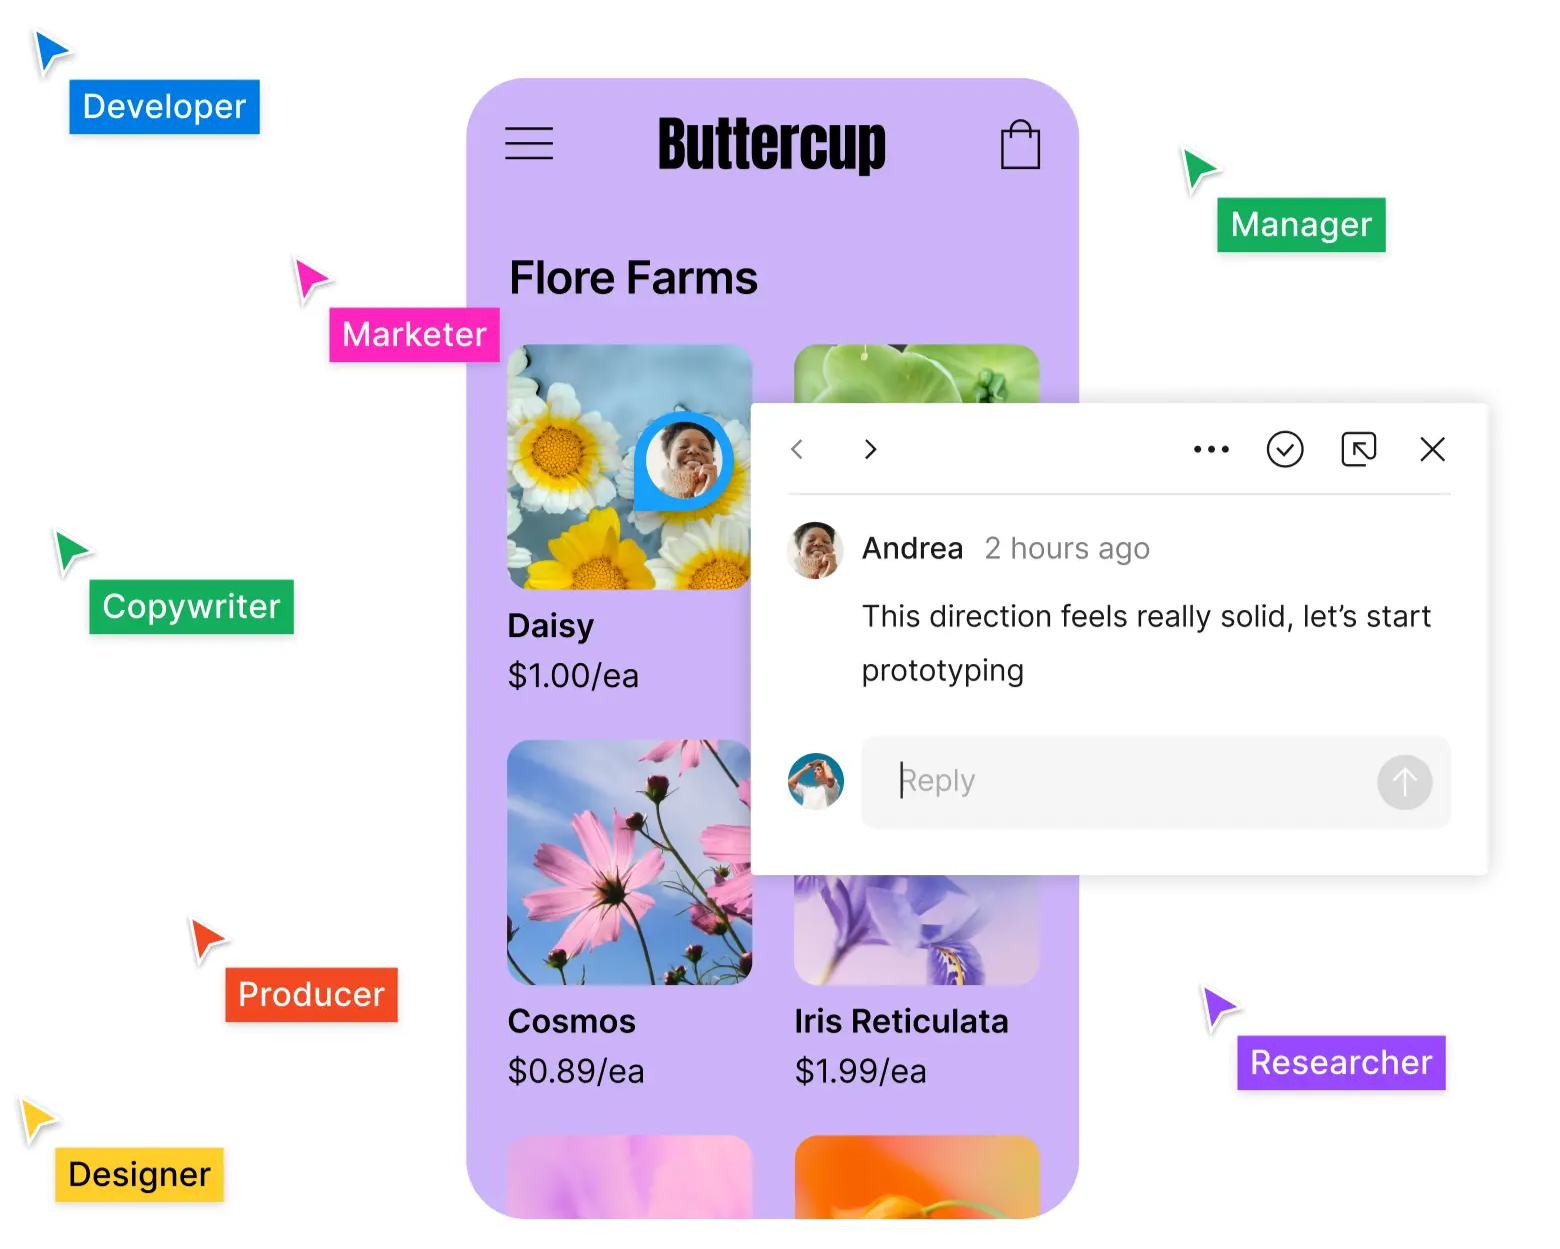 Developer
Buttercup
Manager
Flore Farms
Marketer
Andrea 2 hours ago
This direction feels really solid, let’s start
prototyping
Reply
Copywriter
Daisy
$1.00/ea
Producer
Cosmos
$0.89/ea
Iris Reticulata
$1.99/ea
Researcher
Designer